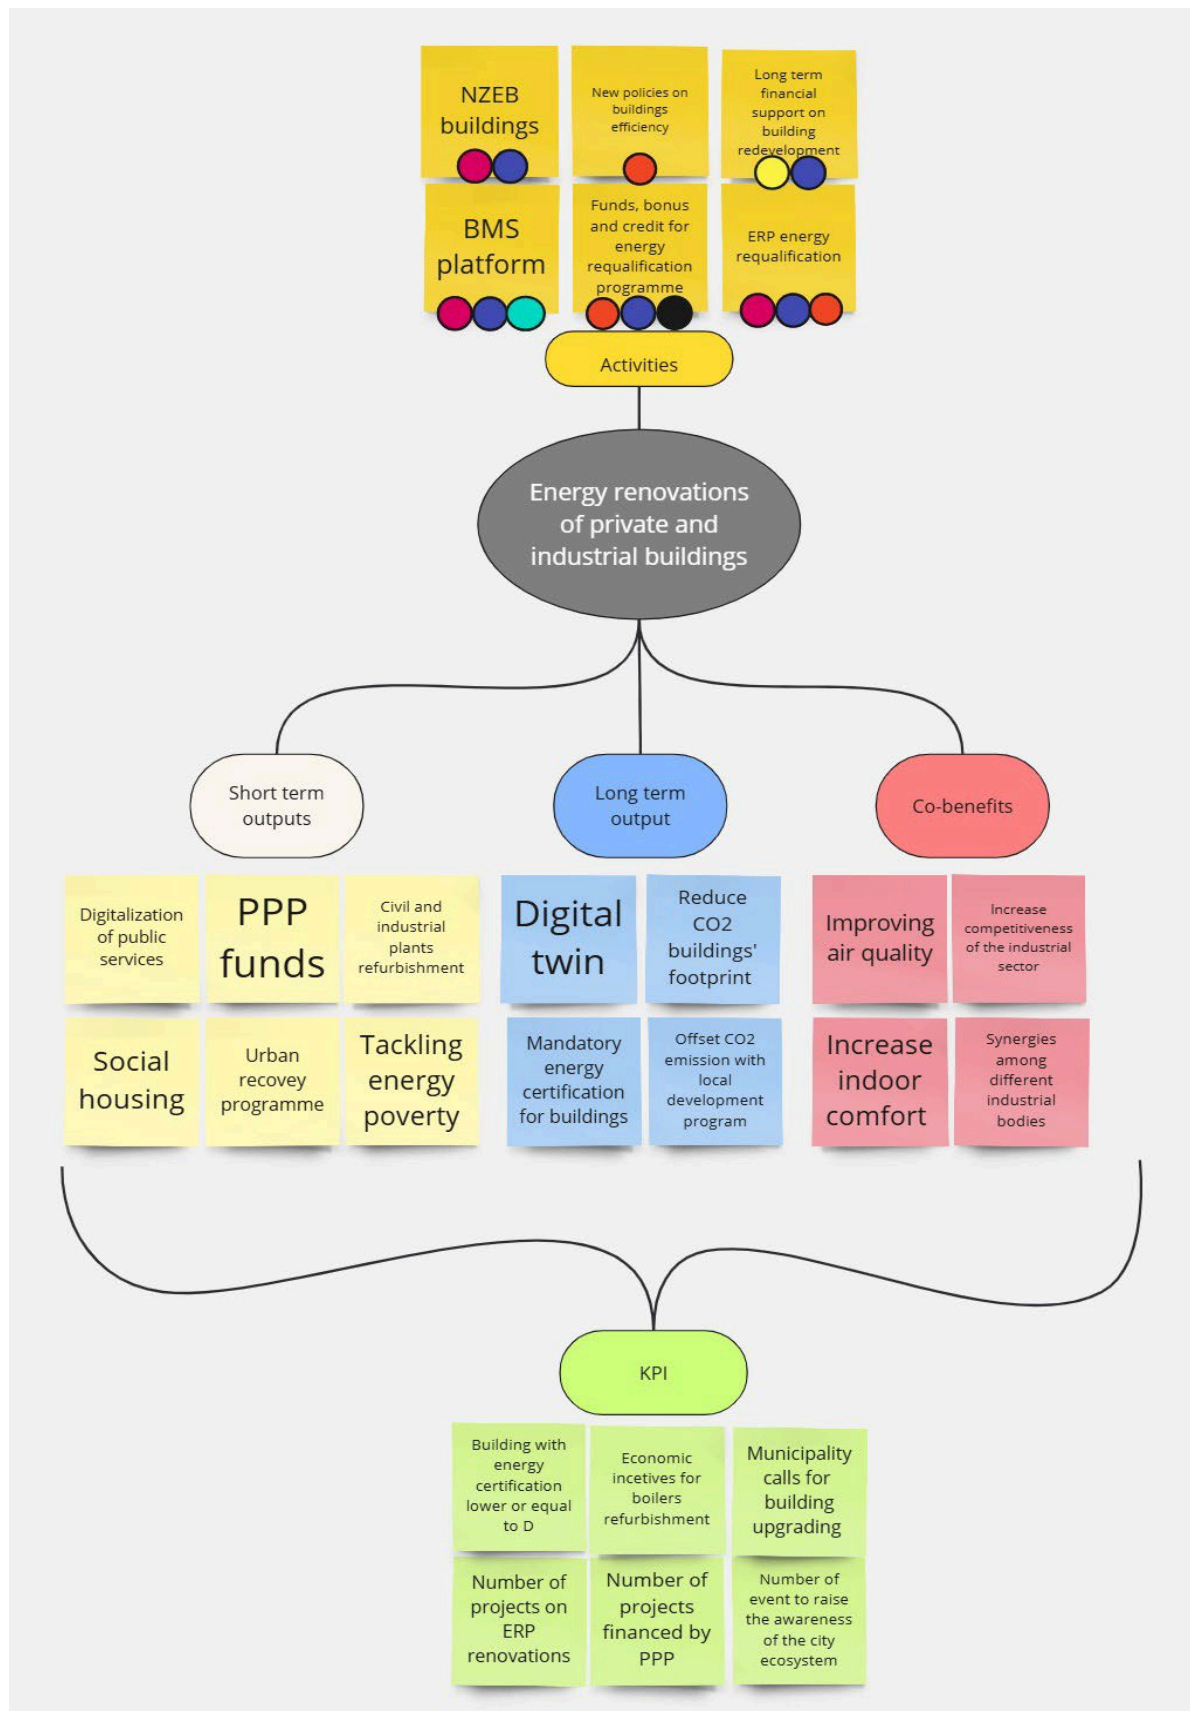 NZEB
buildings
New policies on
buildings
efficiency
Long term
financial
support on
building
redevelopment
BMS
platform
Funds, bonus
and credit for
energy
requalification
programme
ERP energy
requalification
Activities
Energy renovations
of private and
industrial buildings
Short term
outputs
Long term
output
Co-benefits
Digitalization
of public
services
PPP
funds
Civil and
industrial
plants
refurbishment
Digital
twin
Reduce
CO2
buildings'
footprint
Improving
air quality
Increase
competitiveness
of the industrial
sector
Social
housing
Urban
recovey
programme
Tackling
energy
poverty
Mandatory
energy
certification
for buildings
Offset CO2
emission with
local
development
program
Increase
indoor
comfort
Synergies
among
different
industrial
bodies
KPI
Building with
energy
certification
lower or equal
to D
Economic
incetives for
boilers
refurbishment
Municipality
calls for
building
upgrading
Number of
projects on
ERP
renovations
Number of
projects
financed by
PPP
Number of
event to raise
the awareness
of the city
ecosystem